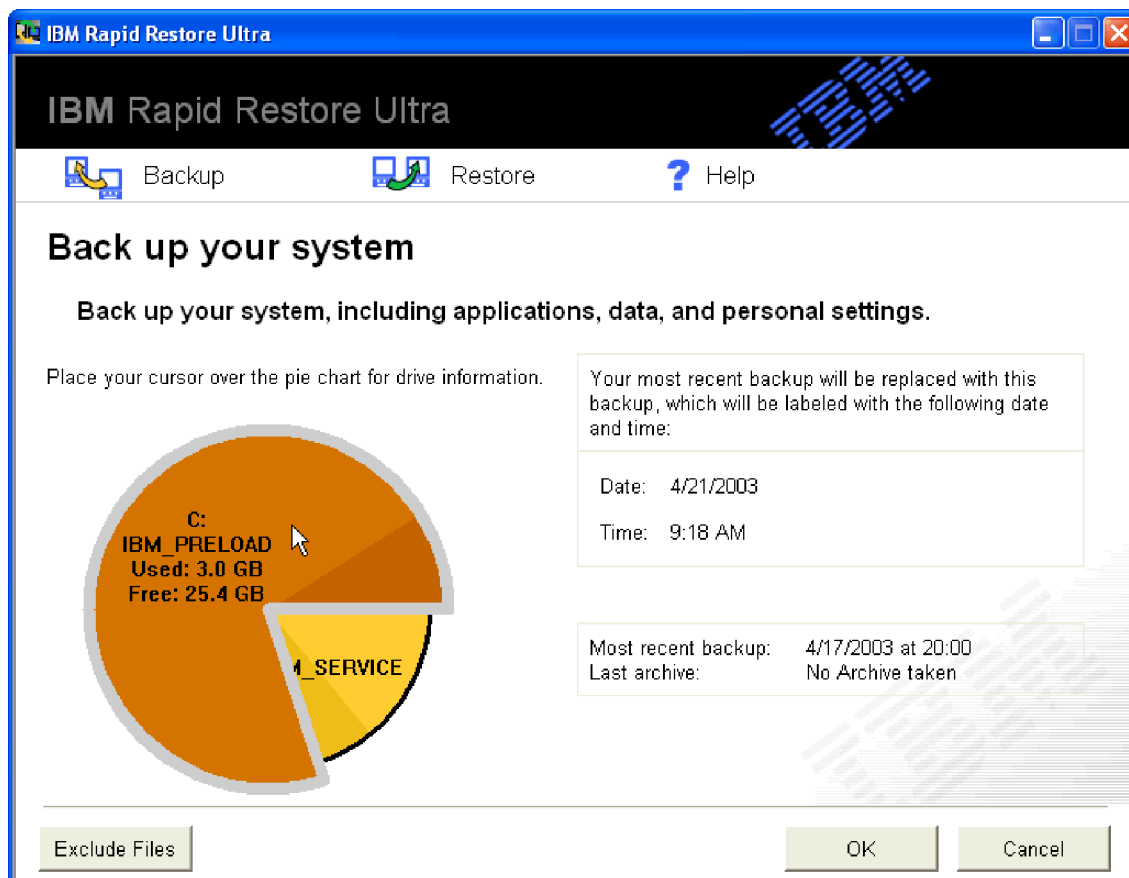 IBM Rapid Restore Ultra
IBM Rapid Restore Ultra
IBM
Backup
Restore
? Help
Back up your system
Back up your system, including applications, data, and personal settings.
Place your cursor over the pie chart for drive information.
C:
IBM_PRELOAD
Used: 3.0 GB
Free: 25.4 GB
M_SERVICE
Your most recent backup will be replaced with this
backup, which will be labeled with the following date
and time:
Date: 4/21/2003
Time: 9:18 AM
Most recent backup: 4/17/2003 at 20:00
Last archive: No Archive taken
Exclude Files
OK
Cancel